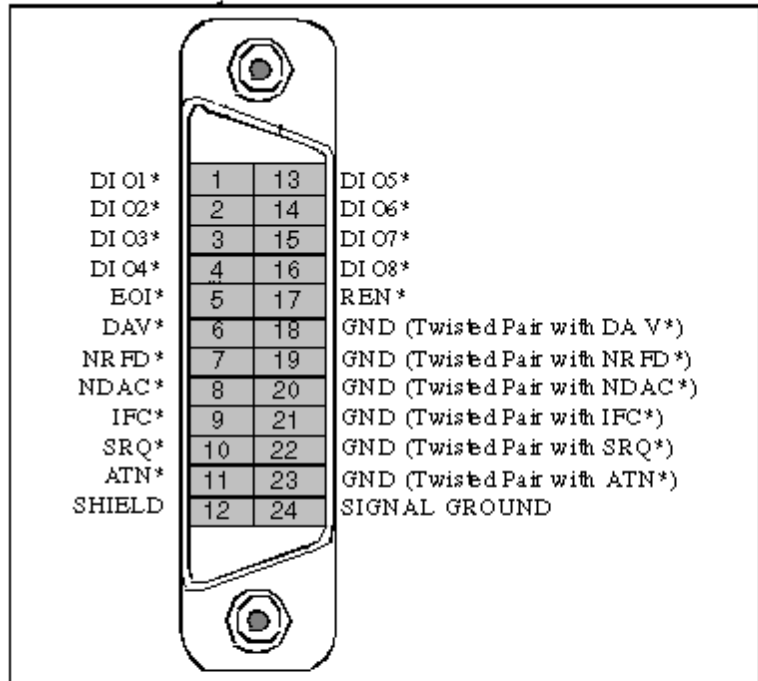 DIO1* 1 13 DIO5*
DIO2* 2 14 DIO6*
DIO3* 3 15 DIO7*
DIO4* 4 16 DIO8*
EOI* 5 17 REN*
DAV* 6 18 GND (Twisted Pair with DAV*)
NRFD* 7 19 GND (Twisted Pair with NRFD*)
NDAC* 8 20 GND (Twisted Pair with NDAC*)
IFC* 9 21 GND (Twisted Pair with IFC*)
SRQ* 10 22 GND (Twisted Pair with SRQ*)
ATN* 11 23 GND (Twisted Pair with ATN*)
SHIELD 12 24 SIGNAL GROUND